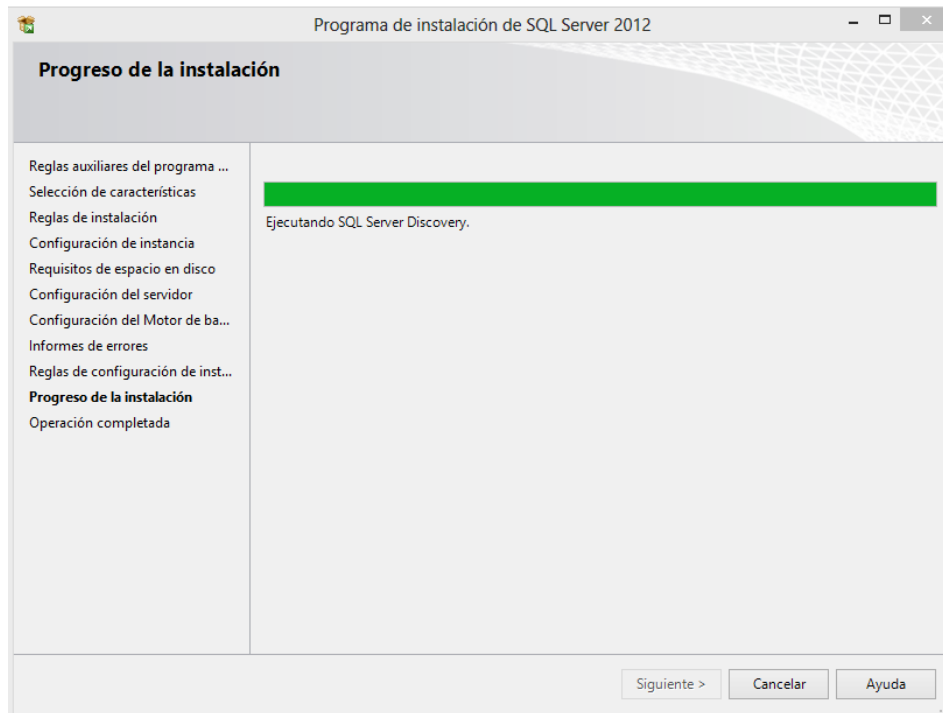 Programa de instalación de SQL Server 2012
Progreso de la instalación
Reglas auxiliares del programa ...
Selección de características
Reglas de instalación
Configuración de instancia
Requisitos de espacio en disco
Configuración del servidor
Configuración del Motor de ba...
Informes de errores
Reglas de configuración de inst...
Progreso de la instalación
Operación completada
Ejecutando SQL Server Discovery.
Siguiente >
Cancelar
Ayuda